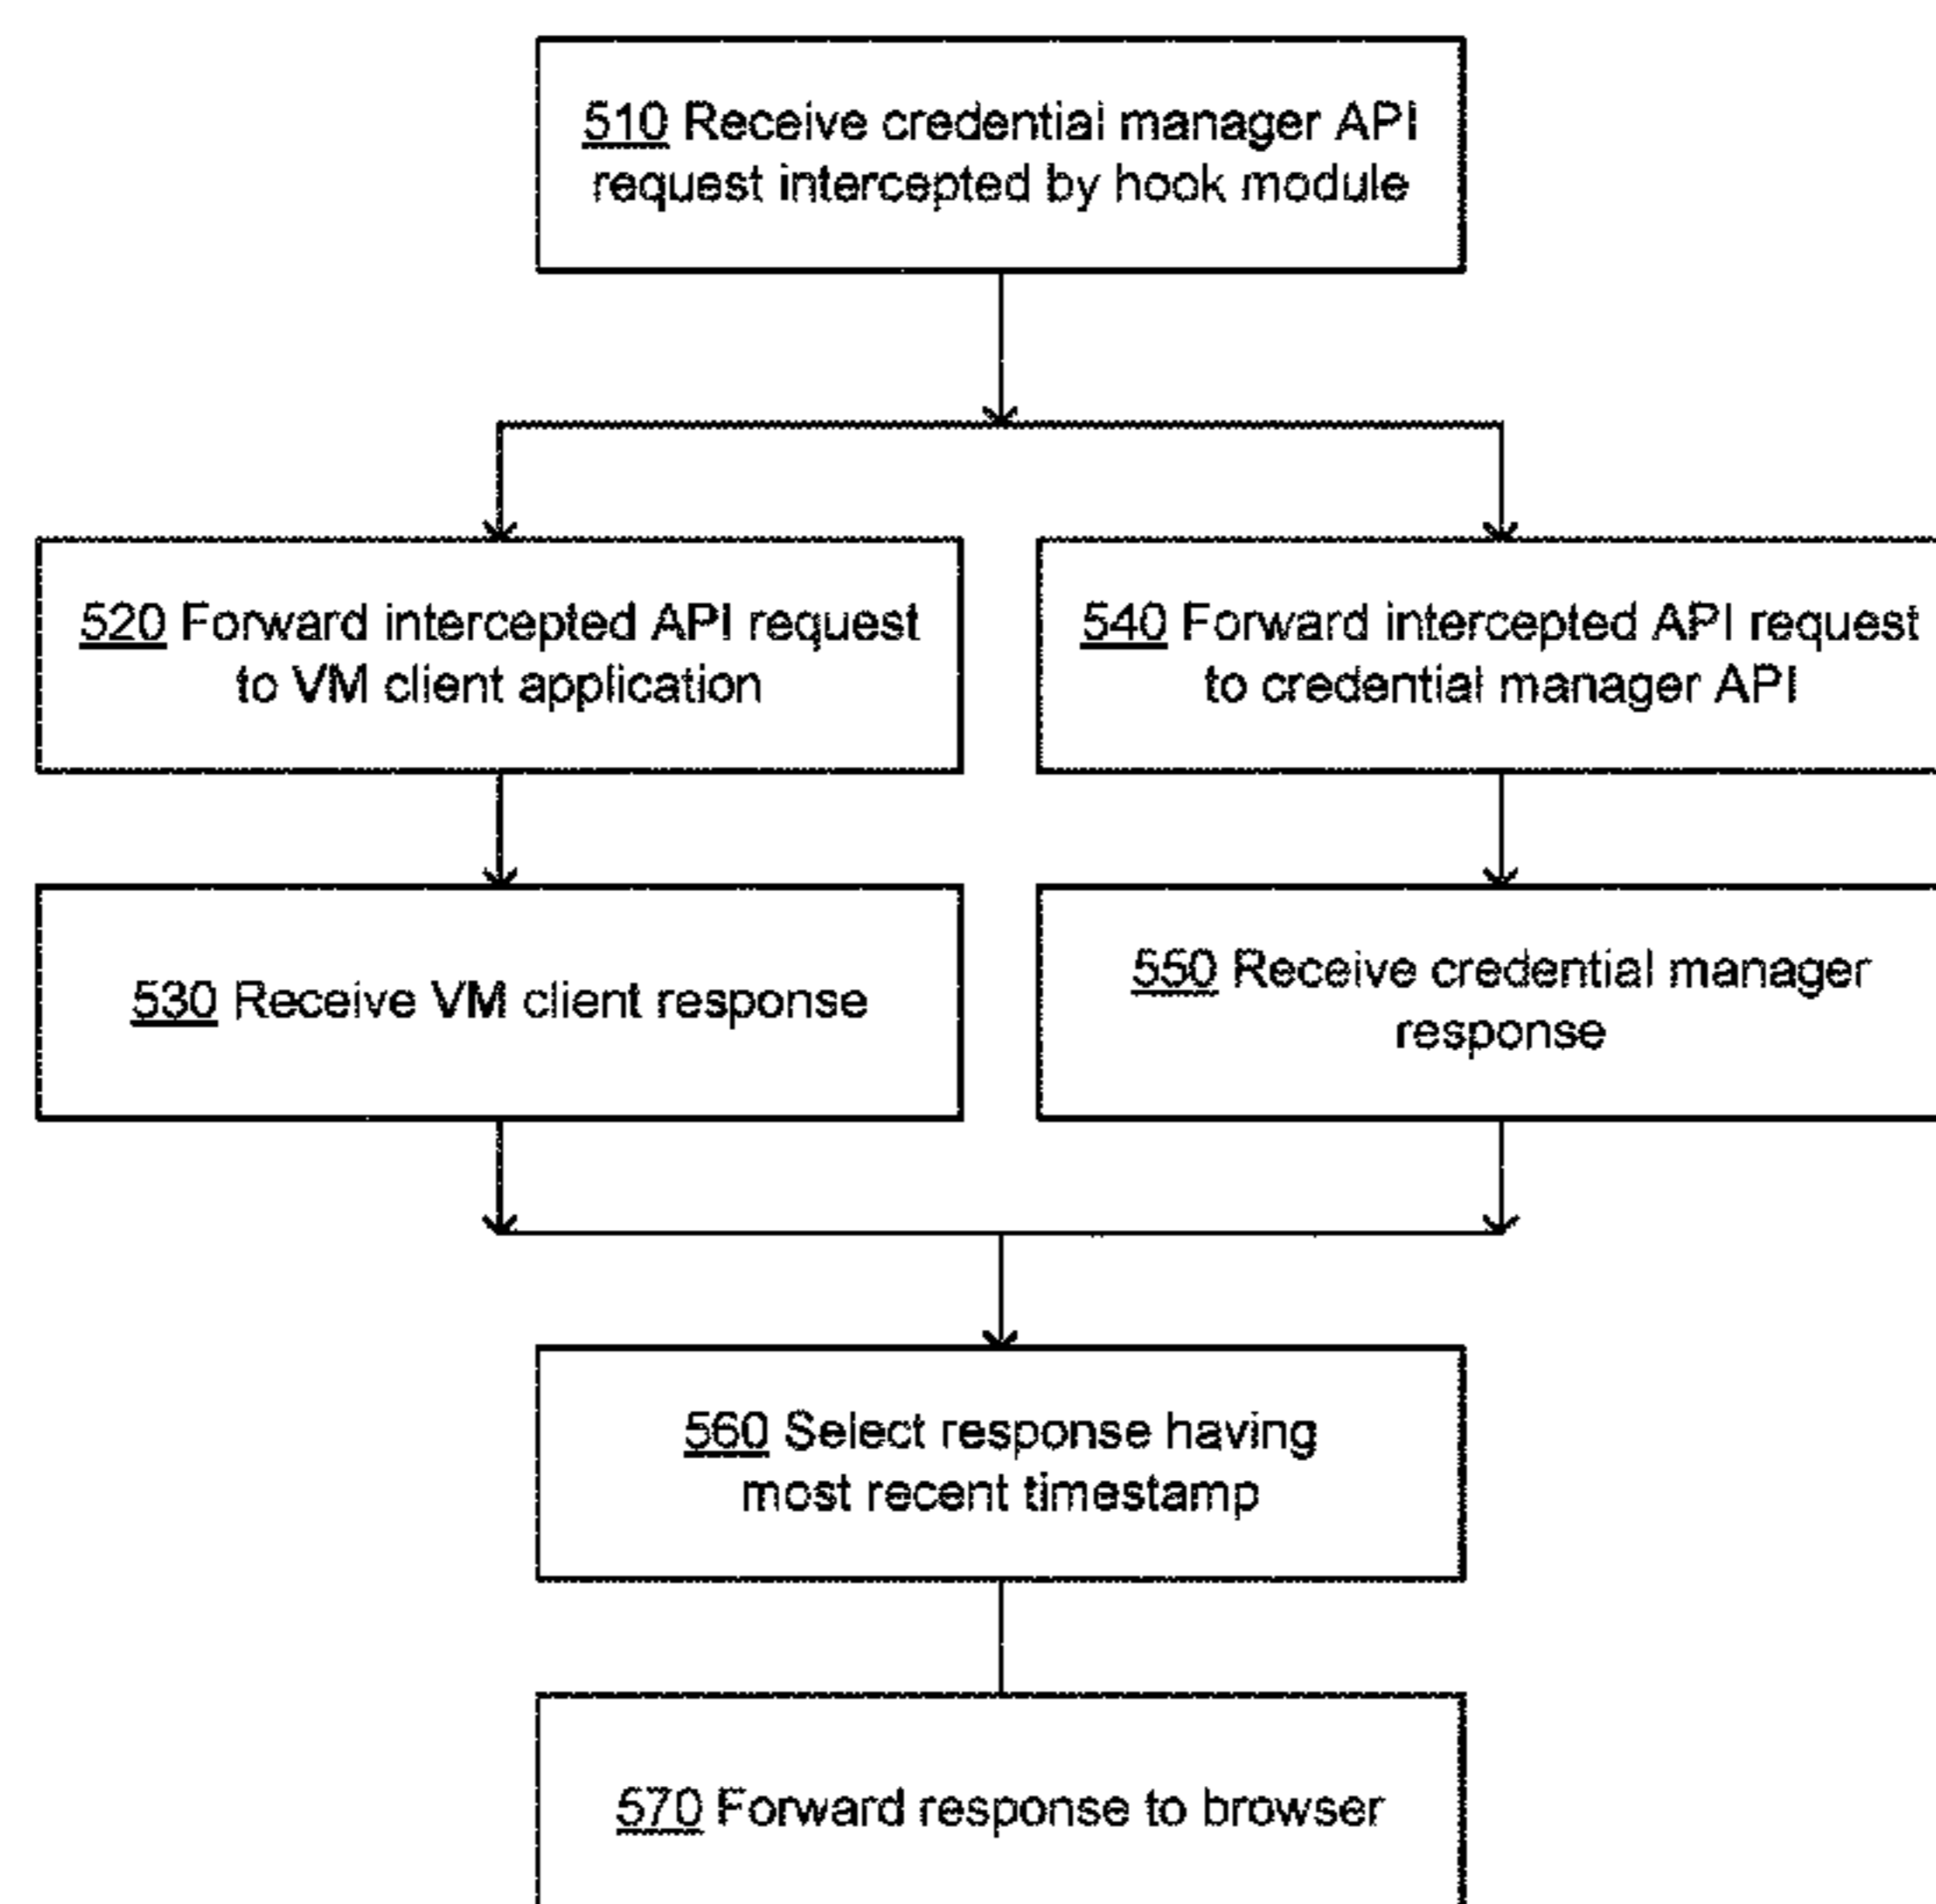 510 Receive credential manager API
request intercepted by hook module
520 Forward intercepted API request
to VM client application
540 Forward intercepted API request
to credential manager API
530 Receive VM client response
550 Receive credential manager
response
560 Select response having
most recent timestamp
570 Forward response to browser